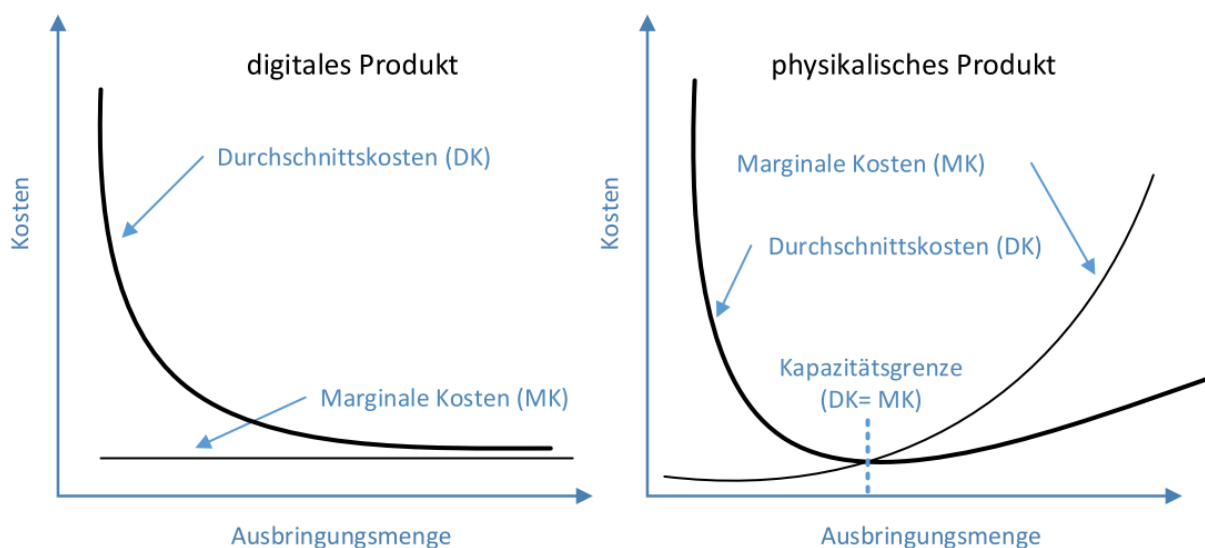 digitales Produkt
Durchschnittskosten (DK)
Marginale Kosten (MK)
Kosten
Ausbringungsmenge
physikalisches Produkt
Marginale Kosten (MK)
Durchschnittskosten (DK)
Kapazitätsgrenze
(DK= MK)
Kosten
Ausbringungsmenge